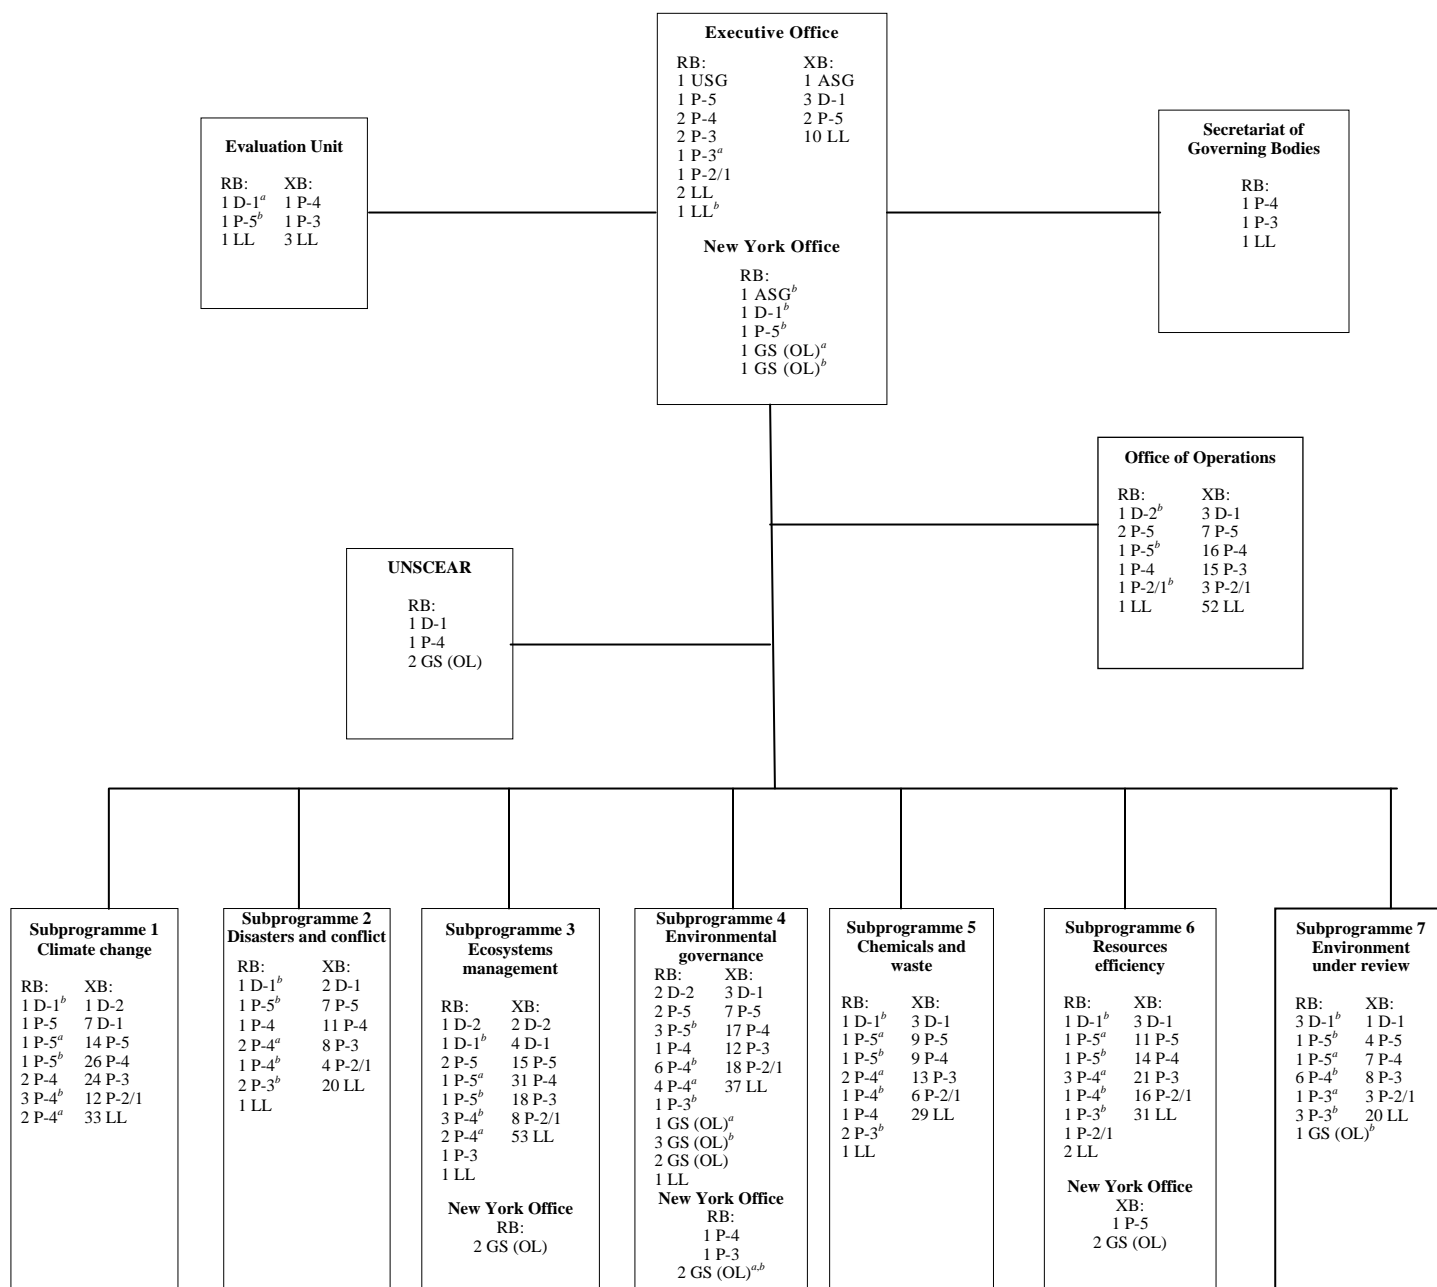 Executive Office
RB: XB:
1 USG 1 ASG
1 P-5 3 D-1
2 P-4 2 P-5
2 P-3 10 LL
1 P-3a
1 P-2/1
2 LL
1 LLb
New York Office
RB:
1 ASGb
1 D-1b
1 P-5b
1 GS (OL)a
1 GS (OL)b
Evaluation Unit
RB: XB:
1 D-1a 1 P-4
1 P-5b 1 P-3
1 LL 3 LL
Secretariat of
Governing Bodies
RB:
1 P-4
1 P-3
1 LL
Office of Operations
RB: XB:
1 D-2b 3 D-1
2 P-5 7 P-5
1 P-5b 16 P-4
1 P-4 15 P-3
1 P-2/1b 3 P-2/1
1 LL 52 LL
UNSCEAR
RB:
1 D-1
1 P-4
2 GS (OL)
Subprogramme 1
Climate change
RB: XB:
1 D-1b 1 D-2
1 P-5 7 D-1
1 P-5a 14 P-5
1 P-5b 26 P-4
2 P-4 24 P-3
3 P-4b 12 P-2/1
2 P-4a 33 LL
Subprogramme 2
Disasters and conflict
RB: XB:
1 D-1b 2 D-1
1 P-5b 7 P-5
1 P-4 11 P-4
2 P-4a 8 P-3
1 P-4b 4 P-2/1
2 P-3b 20 LL
1 LL
Subprogramme 3
Ecosystems
management
RB: XB:
1 D-2 2 D-2
1 D-1b 4 D-1
2 P-5 15 P-5
1 P-5a 31 P-4
1 P-5b 18 P-3
3 P-4b 8 P-2/1
2 P-4a 53 LL
1 P-3
1 LL
New York Office
RB:
2 GS (OL)
Subprogramme 4
Environmental
governance
RB: XB:
2 D-2 3 D-1
2 P-5 7 P-5
3 P-5b 17 P-4
1 P-4 12 P-3
6 P-4b 18 P-2/1
4 P-4a 37 LL
1 P-3b
1 GS (OL)a
3 GS (OL)b
2 GS (OL)
1 LL
New York Office
RB:
1 P-4
1 P-3
2 GS (OL)a,b
Subprogramme 5
Chemicals and
waste
RB: XB:
1 D-1b 3 D-1
1 P-5a 9 P-5
1 P-5b 9 P-4
2 P-4a 13 P-3
1 P-4b 6 P-2/1
1 P-4 29 LL
2 P-3b
1 LL
Subprogramme 6
Resources
efficiency
RB: XB:
1 D-1b 3 D-1
1 P-5a 11 P-5
1 P-5b 14 P-4
3 P-4a 21 P-3
1 P-4b 16 P-2/1
1 P-3b 31 LL
1 P-2/1
2 LL
New York Office
XB:
1 P-5
2 GS (OL)
Subprogramme 7
Environment
under review
RB: XB:
3 D-1b 1 D-1
1 P-5b 4 P-5
1 P-5a 7 P-4
6 P-4b 8 P-3
1 P-3a 3 P-2/1
3 P-3b 20 LL
1 GS (OL)b